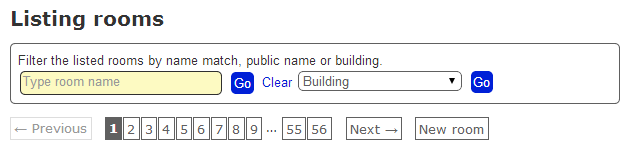 Listing rooms
Filter the listed rooms by name match, public name or building.
Type room name Go Clear Building Go
← Previous 1 2 3 4 5 6 7 8 9 ... 55 56 Next → New room